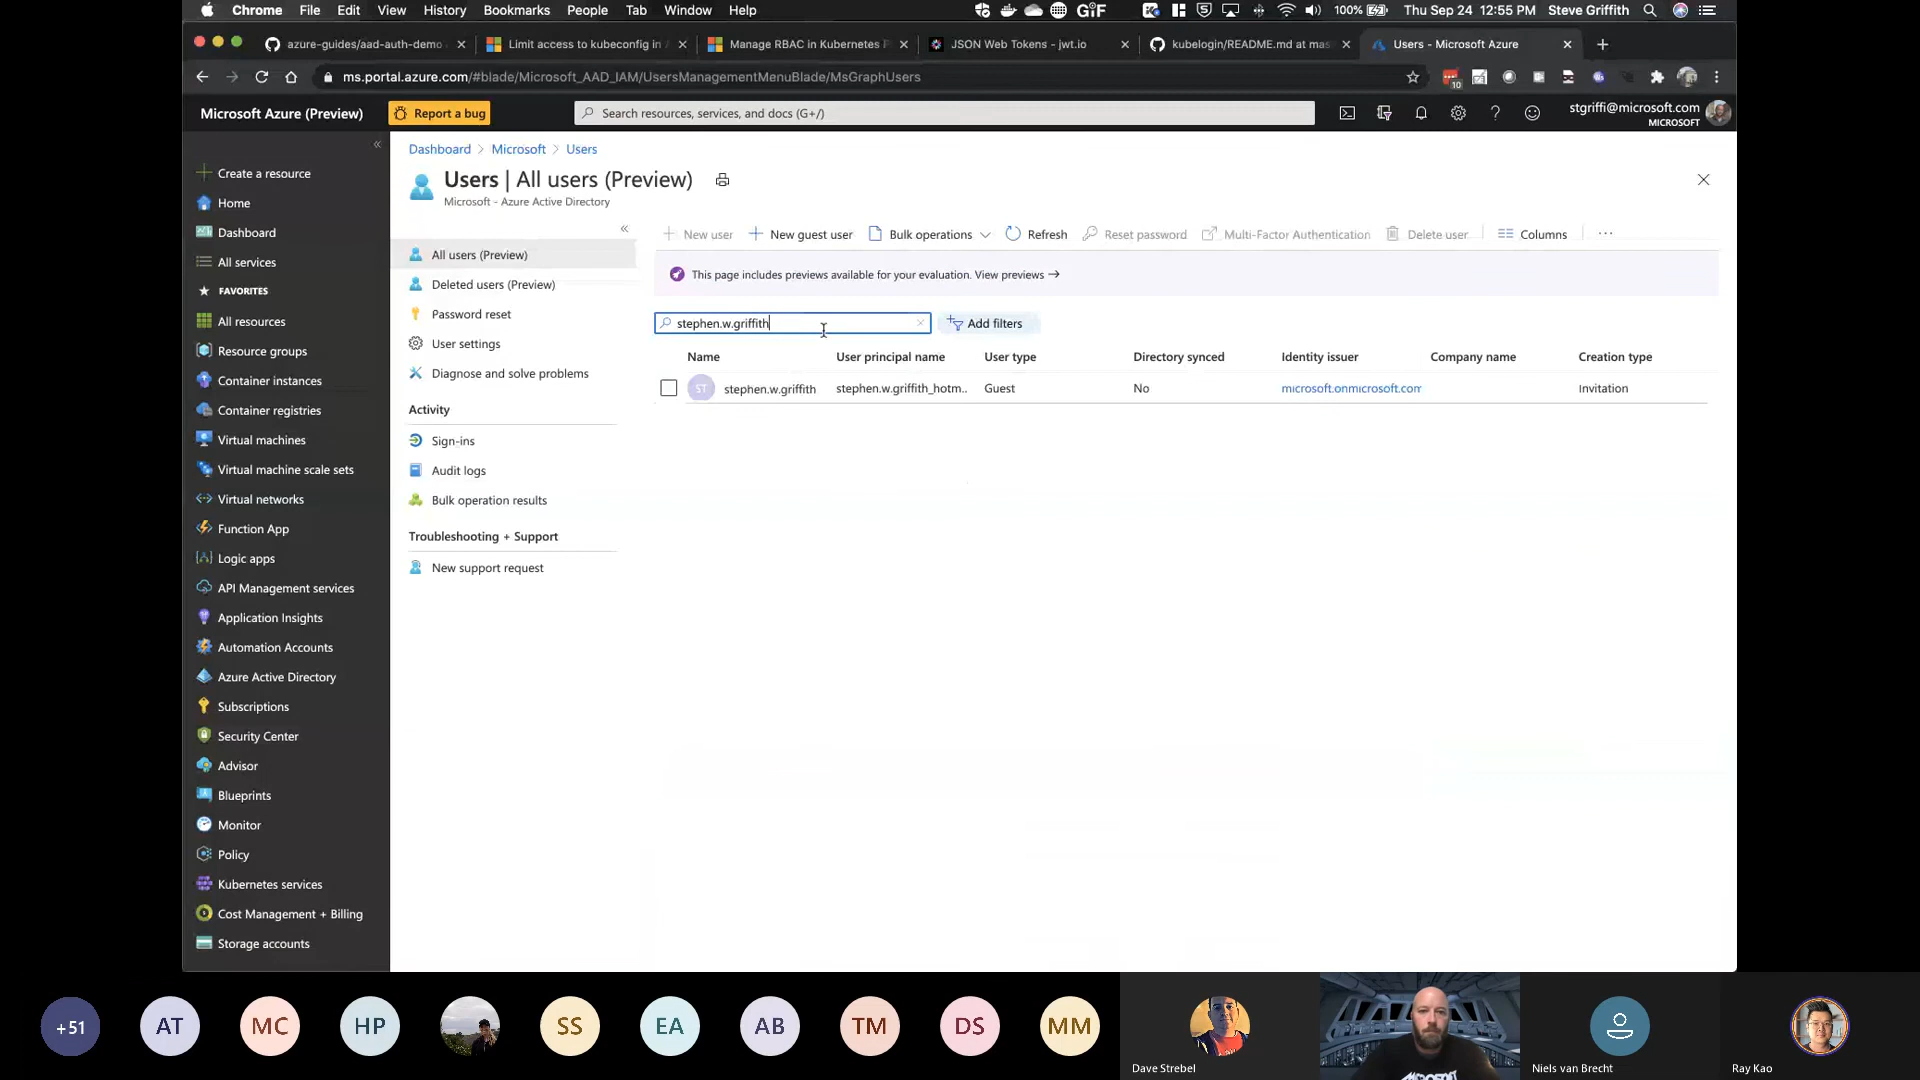 Chrome File Edit View History Bookmarks People Tab Window Help GIF 100% Thu Sep 24 12:55 PM Steve Griffith
azure-guides/aad-auth-demo Limit access to kubeconfig in Manage RBAC in Kubernetes JSON Web Tokens - jwt.io kubelogin/README.md at mas Users - Microsoft Azure
ms.portal.azure.com/#blade/Microsoft_AAD_IAM/UsersManagementMenuBlade/MsGraphUsers 10
Microsoft Azure (Preview) Report a bug Search resources, services, and docs (G+/) stgriffi@microsoft.com
MICROSOFT
Create a resource
Home
Dashboard
All services
FAVORITES
All resources
Resource groups
Container instances
Container registries
Virtual machines
Virtual machine scale sets
Virtual networks
Function App
Logic apps
API Management services
Application Insights
Automation Accounts
Azure Active Directory
Subscriptions
Security Center
Advisor
Blueprints
Monitor
Policy
Kubernetes services
Cost Management + Billing
Storage accounts
Dashboard > Microsoft > Users
Users | All users (Preview)
Microsoft - Azure Active Directory
All users (Preview)
Deleted users (Preview)
Password reset
User settings
Diagnose and solve problems
Activity
Sign-ins
Audit logs
Bulk operation results
Troubleshooting + Support
New support request
New user New guest user Bulk operations Refresh Reset password Multi-Factor Authentication Delete user Columns ...
This page includes previews available for your evaluation. View previews →
stephen.w.griffith Add filters
Name User principal name User type Directory synced Identity issuer Company name Creation type
ST stephen.w.griffith stephen.w.griffith_hotm... Guest No microsoft.onmicrosoft.com Invitation
+51 AT MC HP SS EA AB TM DS MM
Dave Strebel Niels van Brecht Ray Kao